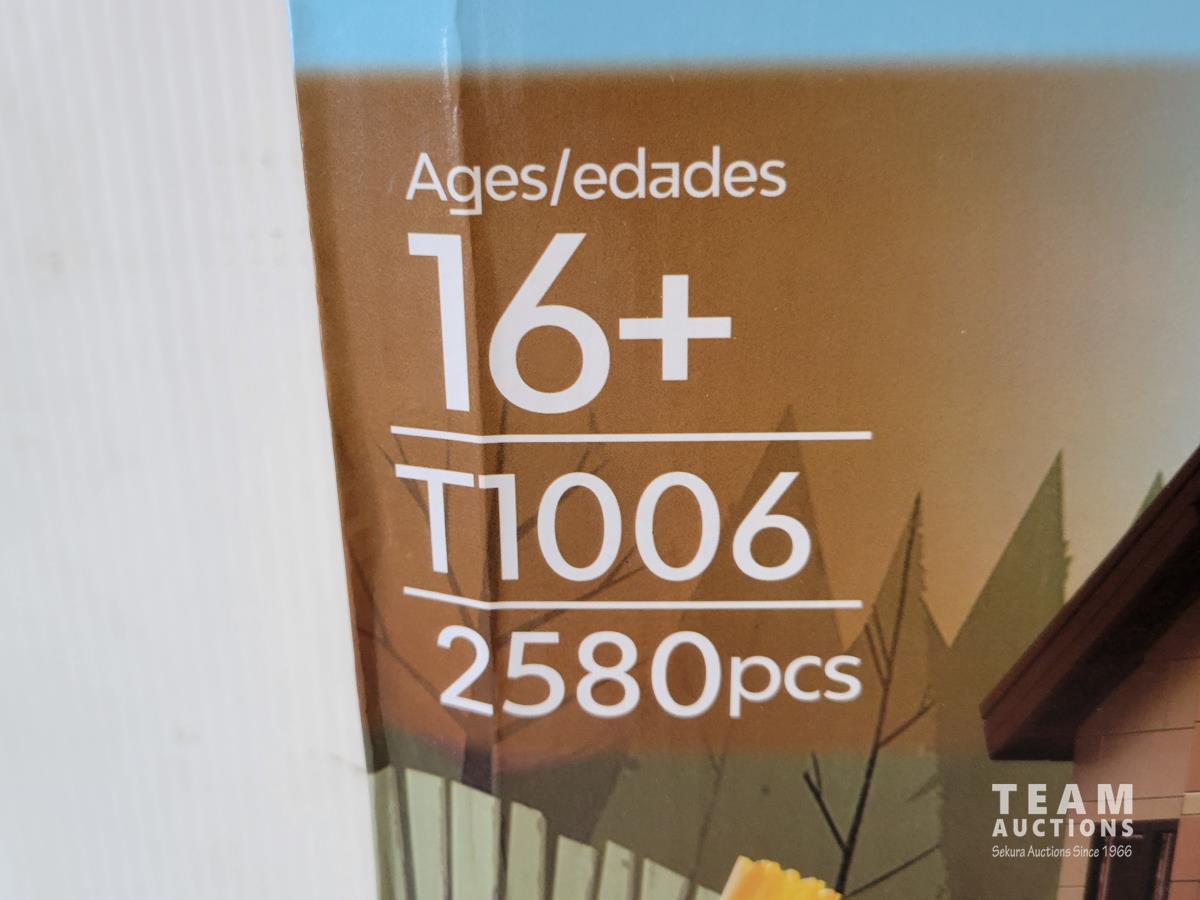 Ages/edades
16+
T1006
2580pcs
TEAM
AUCTIONS
Sekura Auctions Since 1966